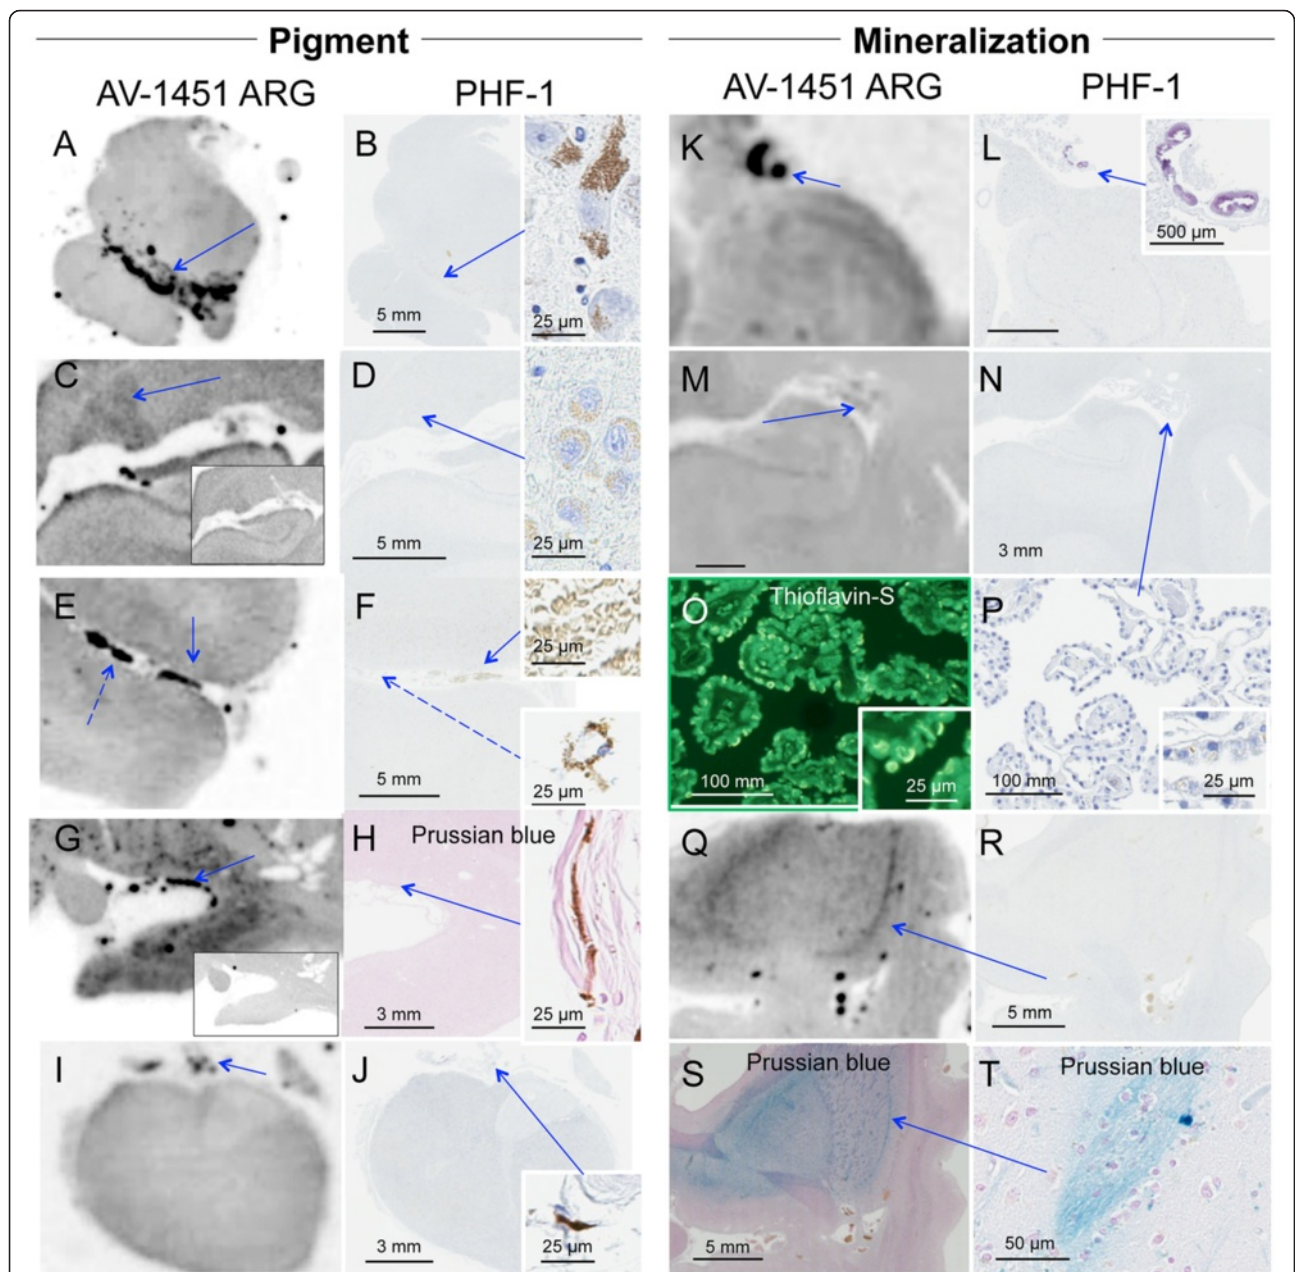 Pigment Mineralization
AV-1451 ARG PHF-1 AV-1451 ARG PHF-1
A B K L
5 mm 25 µm 500 µm
C D M N
5 mm 25 µm 3 mm
E F O Thioflavin-S P
25 µm
5 mm 25 µm 100 mm 25 µm 100 mm 25 µm
G H Prussian blue Q R
3 mm 25 µm 5 mm
I J S Prussian blue T Prussian blue
3 mm 25 µm 5 mm 50 µm